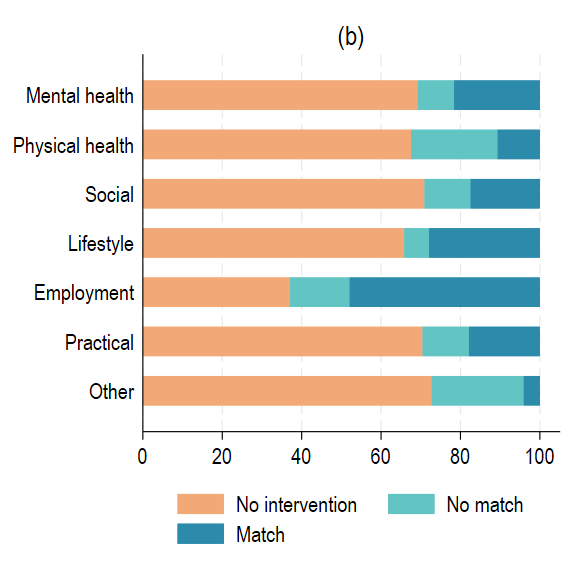 (b)
Mental health
Physical health
Social
Lifestyle
Employment
Practical
Other
0 20 40 60 80 100
No intervention No match
Match